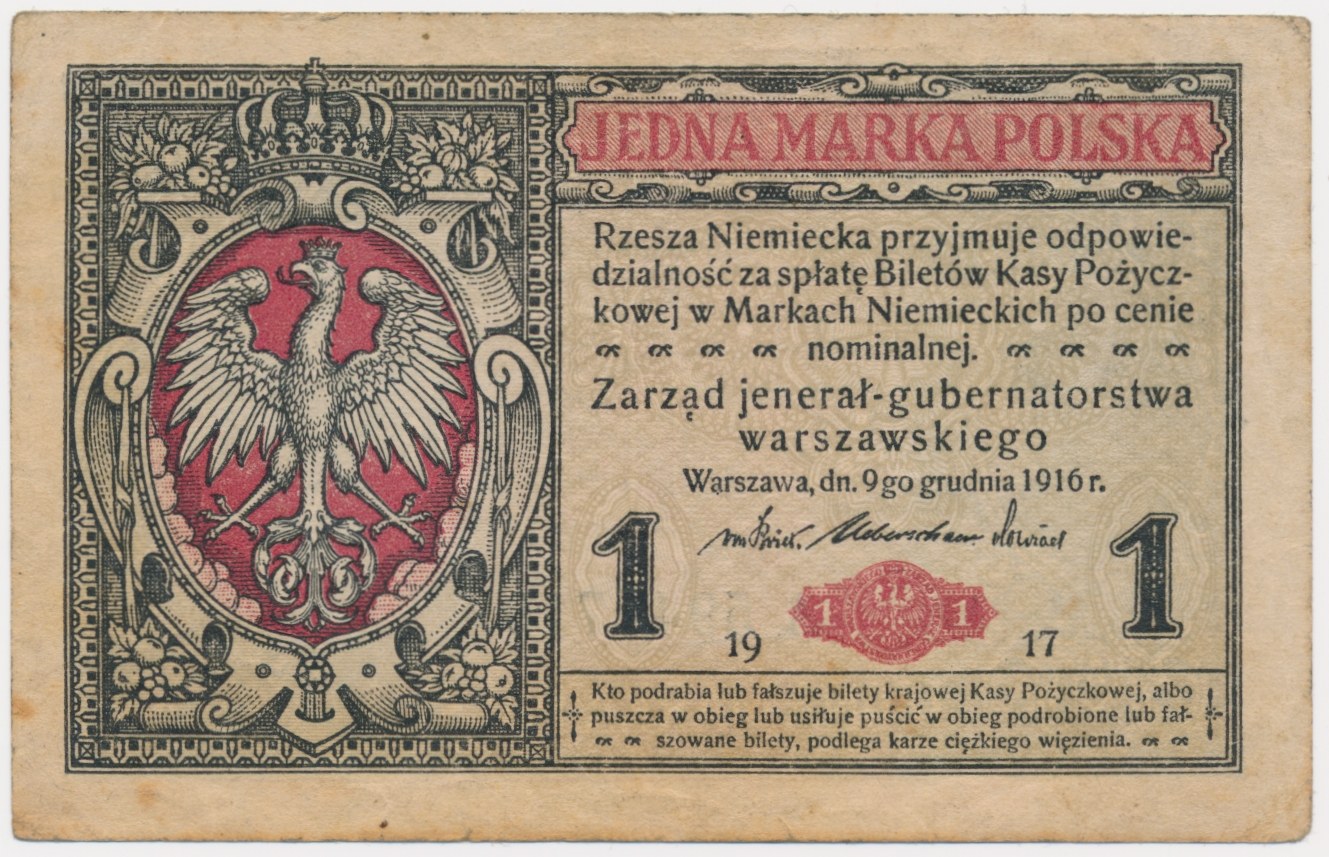 JEDNA MARKA POLSKA
Rzesza Niemiecka przyjmuje odpowie-
dzialność za spłatę Biletów Kasy Pożycz-
kowej w Markach Niemieckich po cenie
nominalnej.
Zarząd jenerał-gubernatorstwa
warszawskiego
Warszawa, dn. 9go grudnia 1916 r.
1 1
1 1
19 17
Kto podrabia lub fałszuje bilety krajowej Kasy Pożyczkowej, albo
puszcza w obieg lub usiłuje puścić w obieg podrobione lub fał-
szowane bilety, podlega karze ciężkiego więzienia.